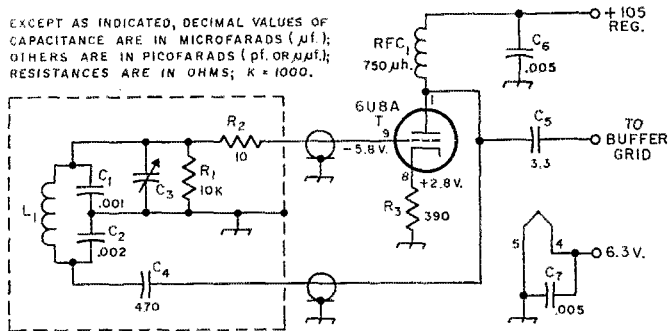 EXCEPT AS INDICATED, DECIMAL VALUES OF
CAPACITANCE ARE IN MICROFARADS (µf.);
OTHERS ARE IN PICOFARADS (pf. OR µµf.);
RESISTANCES ARE IN OHMS; K = 1000.
+105
REG.
RFC1
750 µh.
C6
.005
6U8A
T
1
9
-5.8 V.
8
+2.8 V.
R3
390
C5
3.3
TO
BUFFER
GRID
R2
10
L1
C1
.001
C2
.002
C3
R1
10K
C4
470
5
4
6.3 V.
C7
.005